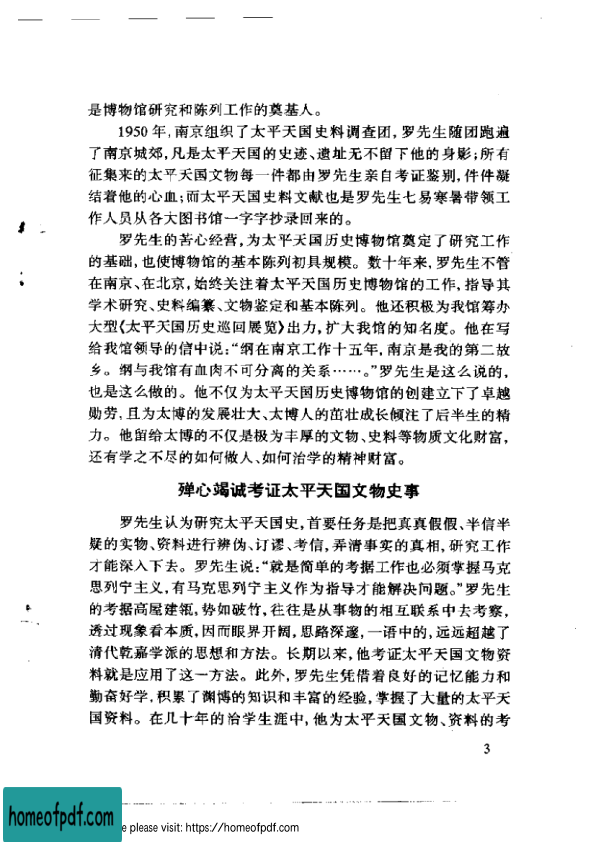 是博物馆研究和陈列工作的奠基人。
1950 年,南京组织了太平天国史料调查团,罗先生随团跑遍
了南京城郊,凡是太平天国的史迹、遗址无不留下他的身影;所有
征集来的太平天国文物每一件都由罗先生亲自考证鉴别,件件凝
结着他的心血;而太平天国史料文献也是罗先生七易寒暑带领工
作人员从各大图书馆一字字抄录回来的。
罗先生的苦心经营,为太平天国历史博物馆奠定了研究工作
的基础,也使博物馆的基本陈列初具规模。数十年来,罗先生不管
在南京、在北京,始终关注着太平天国历史博物馆的工作,指导其
学术研究、史料编纂、文物鉴定和基本陈列。他还积极为我馆筹办
大型《太平天国历史巡回展览》出力,扩大我馆的知名度。他在写
给我馆领导的信中说:“纲在南京工作十五年,南京是我的第二故
乡。纲与我馆有血肉不可分离的关系……。”罗先生是这么说的,
也是这么做的。他不仅为太平天国历史博物馆的创建立下了卓越
勋劳,且为太博的发展壮大、太博人的茁壮成长倾注了后半生的精
力。他留给太博的不仅是极为丰厚的文物、史料等物质文化财富,
还有学之不尽的如何做人、如何治学的精神财富。
殚心竭诚考证太平天国文物史事
罗先生认为研究太平天国史,首要任务是把真真假假、半信半
疑的实物、资料进行辨伪、订谬、考信,弄清事实的真相,研究工作
才能深入下去。罗先生说:“就是简单的考据工作也必须掌握马克
思列宁主义,有马克思列宁主义作为指导才能解决问题。”罗先生
的考据高屋建瓴,势如破竹,往往是从事物的相互联系中去考察,
透过现象看本质,因而眼界开阔,思路深邃,一语中的,远远超越了
清代乾嘉学派的思想和方法。长期以来,他考证太平天国文物资
料就是应用了这一方法。此外,罗先生凭借着良好的记忆能力和
勤奋好学,积累了渊博的知识和丰富的经验,掌握了大量的太平天
国资料。在几十年的治学生涯中,他为太平天国文物、资料的考
3
homeofpdf.com
e please visit: https://homeofpdf.com